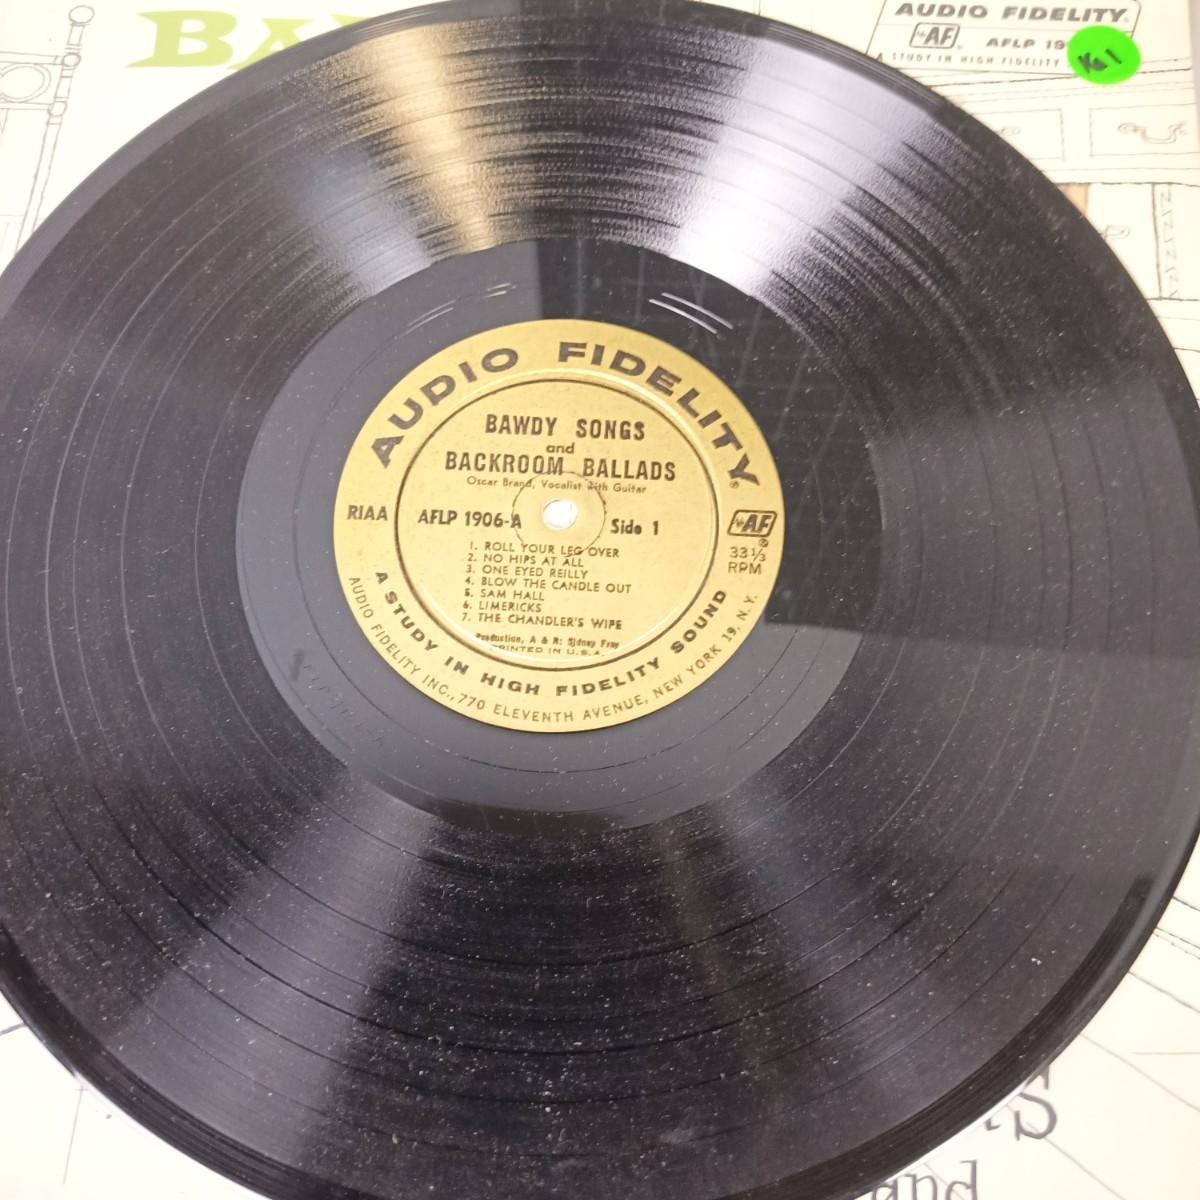 BA
AUDIO FIDELITY.
AF
AFLP 19
A STUDY IN HIGH FIDELITY
AUDIO FIDELITY®
BAWDY SONGS
and
BACKROOM BALLADS
Oscar Brand, Vocalist with Guitar
RIAA
AFLP 1906-A
Side 1
AF®
33⅓
RPM
1. ROLL YOUR LEG OVER
2. NO HIPS AT ALL
3. ONE EYED REILLY
4. BLOW THE CANDLE OUT
5. SAM HALL
6. LIMERICKS
7. THE CHANDLER'S WIFE
Production, A & R: Sidney Frey
PRINTED IN U.S.A.
A STUDY IN HIGH FIDELITY SOUND
AUDIO FIDELITY INC., 770 ELEVENTH AVENUE, NEW YORK 19, N. Y.
S
and